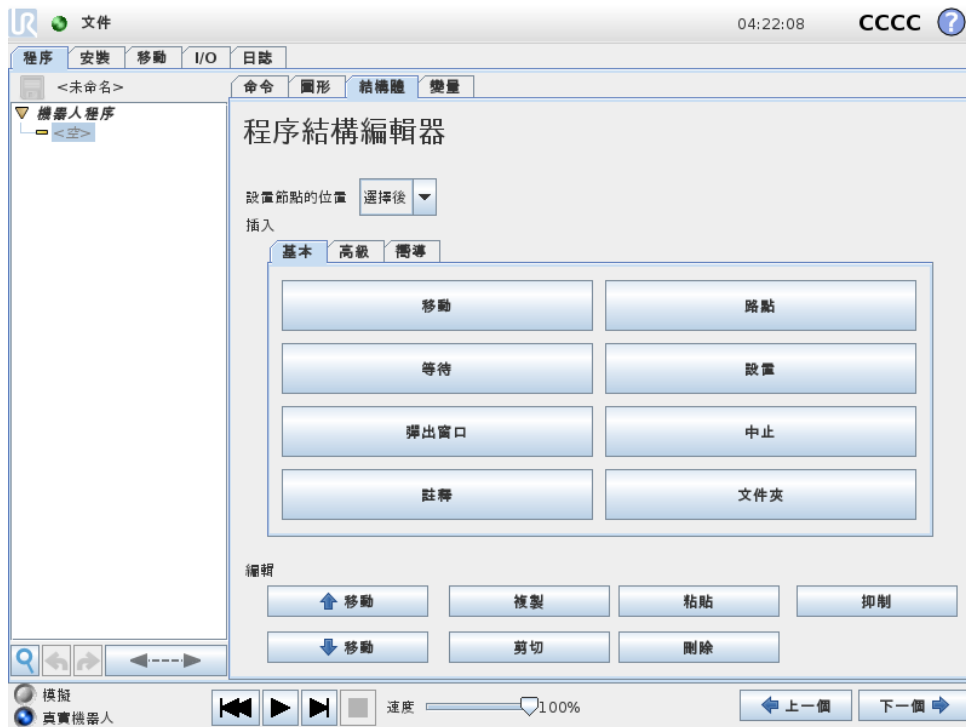 UR 文件 04:22:08 CCCC ?
程序 安裝 移動 I/O 日誌
<未命名> 命令 圖形 結構體 變量
機器人程序
<空>
程序結構編輯器
設置節點的位置 選擇後
插入
基本 高級 嚮導
移動 路點
等待 設置
彈出窗口 中止
註釋 文件夾
編輯
移動 複製 粘貼 抑制
移動 剪切 刪除
模擬
真實機器人
速度 100% 上一個 下一個